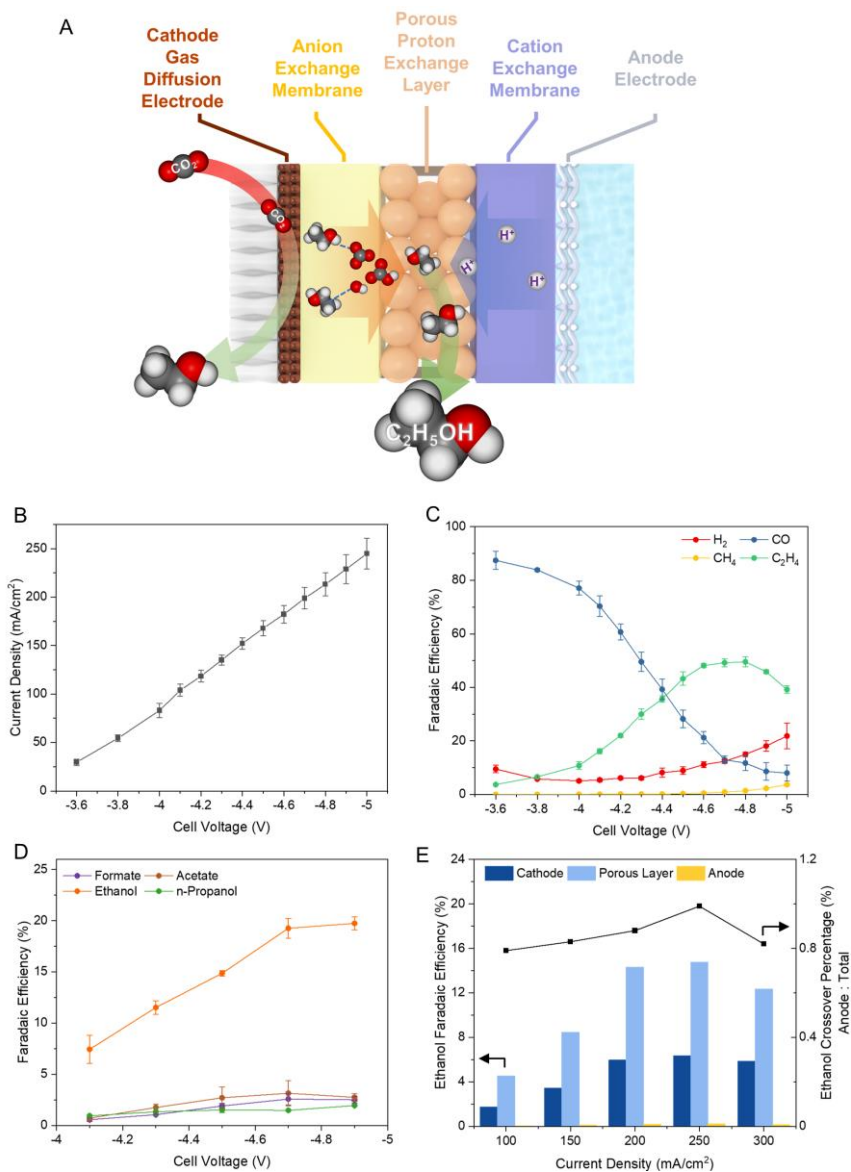 A
Cathode
Gas
Diffusion
Electrode
Anion
Exchange
Membrane
Porous
Proton
Exchange
Layer
Cation
Exchange
Membrane
Anode
Electrode
CO₂
CO₂
H⁺
H⁺
H⁺
C₂H₅OH
B
Current Density (mA/cm²)
250
200
150
100
50
0
-3.6 -3.8 -4 -4.2 -4.4 -4.6 -4.8 -5
Cell Voltage (V)
C
Faradaic Efficiency (%)
H₂ CO
CH₄ C₂H₄
100
80
60
40
20
0
-3.6 -3.8 -4 -4.2 -4.4 -4.6 -4.8 -5
Cell Voltage (V)
D
Faradaic Efficiency (%)
Formate Acetate
Ethanol n-Propanol
25
20
15
10
5
0
-4 -4.2 -4.4 -4.6 -4.8 -5
Cell Voltage (V)
E
Ethanol Faradaic Efficiency (%)
Cathode Porous Layer Anode
24
20
16
12
8
4
0
100 150 200 250 300
Current Density (mA/cm²)
1.2
0.8
0.4
0
Ethanol Crossover Percentage (%)
Anode : Total